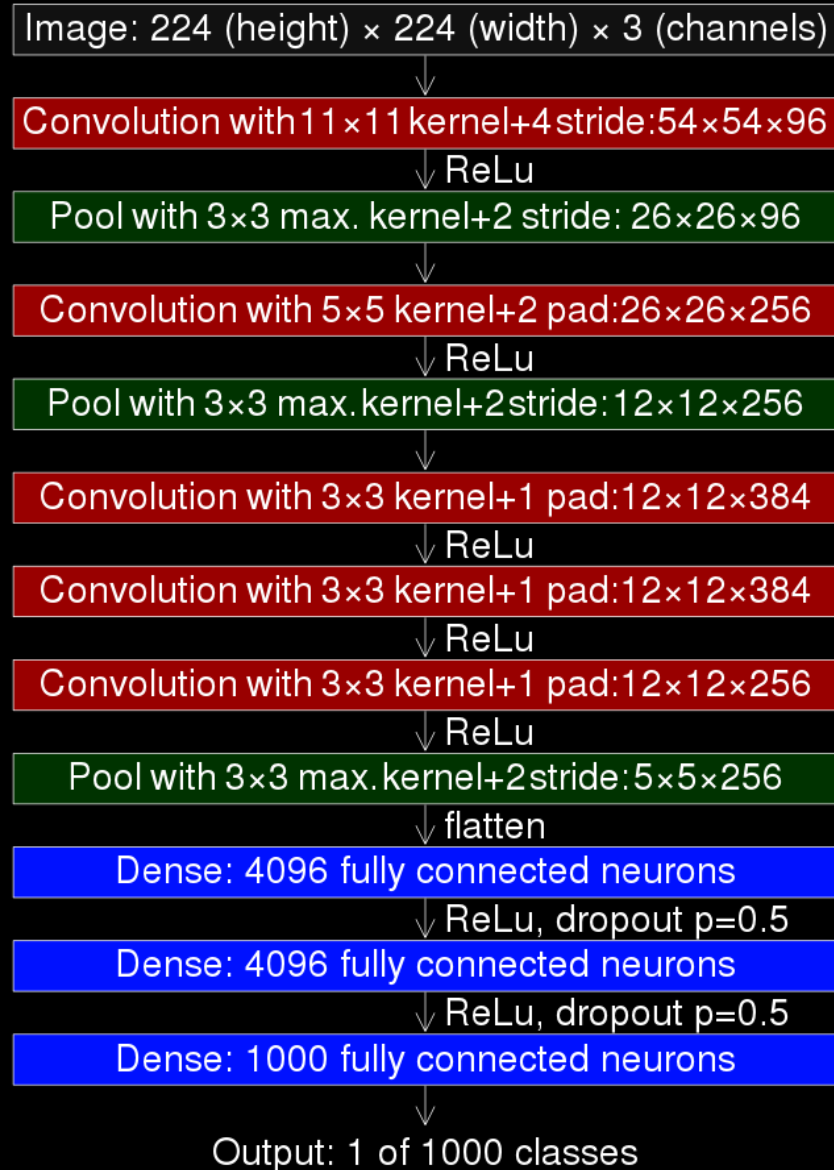 Image: 224 (height) × 224 (width) × 3 (channels)
Convolution with 11×11 kernel+4 stride:54×54×96
ReLu
Pool with 3×3 max. kernel+2 stride: 26×26×96
Convolution with 5×5 kernel+2 pad:26×26×256
ReLu
Pool with 3×3 max. kernel+2 stride: 12×12×256
Convolution with 3×3 kernel+1 pad:12×12×384
ReLu
Convolution with 3×3 kernel+1 pad:12×12×384
ReLu
Convolution with 3×3 kernel+1 pad:12×12×256
ReLu
Pool with 3×3 max. kernel+2 stride: 5×5×256
flatten
Dense: 4096 fully connected neurons
ReLu, dropout p=0.5
Dense: 4096 fully connected neurons
ReLu, dropout p=0.5
Dense: 1000 fully connected neurons
Output: 1 of 1000 classes